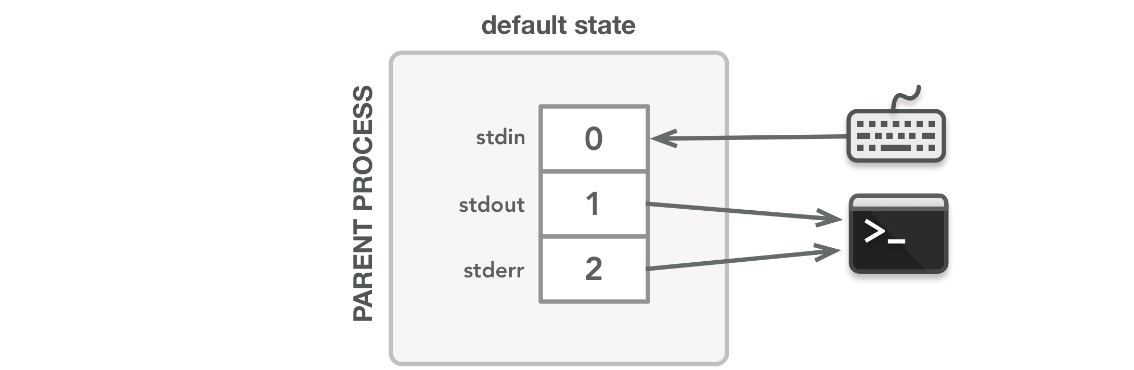 default state
PARENT PROCESS
stdin 0
stdout 1
stderr 2
>_